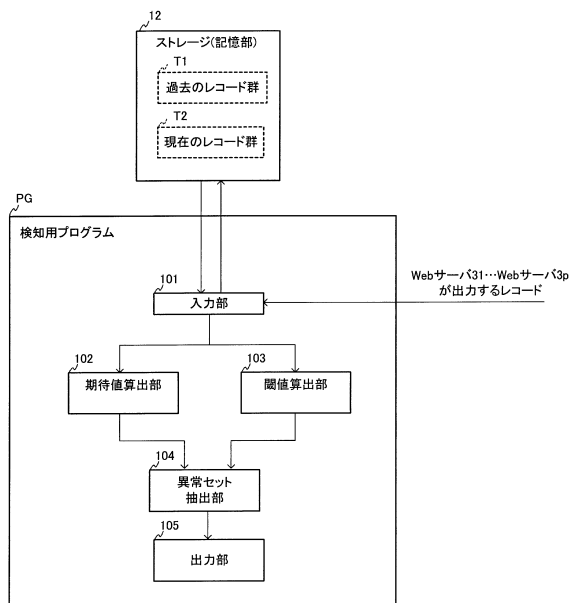 12
ストレージ(記憶部)
T1
過去のレコード群
T2
現在のレコード群
PG
検知用プログラム
Webサーバ31…Webサーバ3p
が出力するレコード
101
入力部
102
期待値算出部
103
閾値算出部
104
異常セット
抽出部
105
出力部